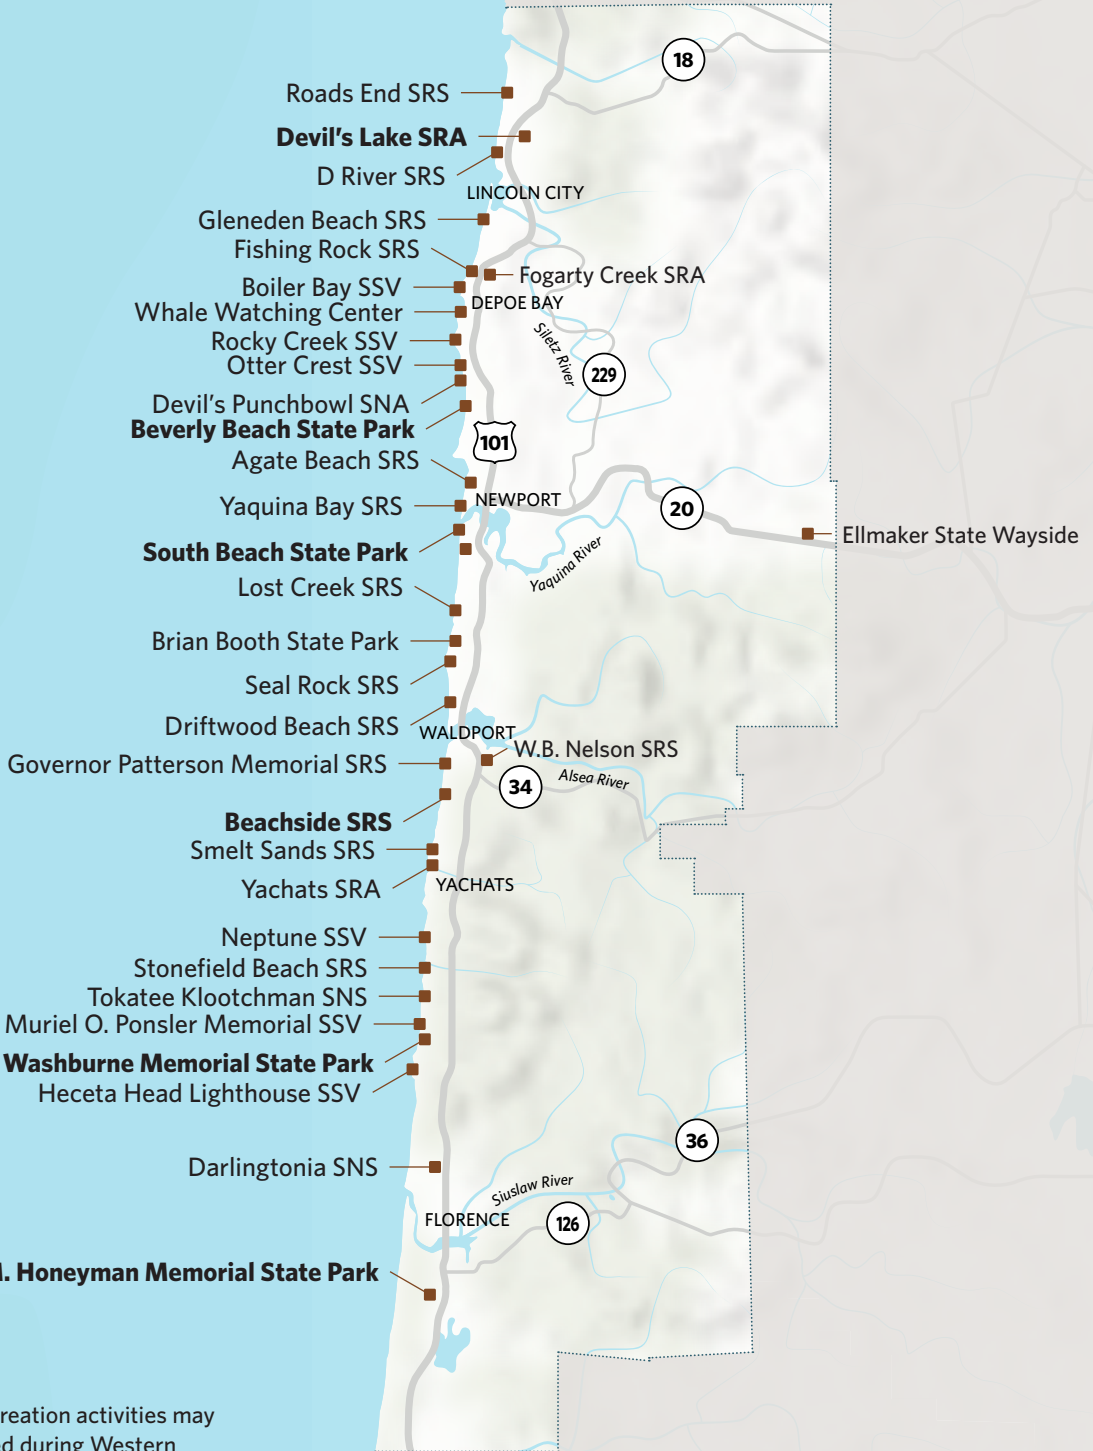 18
Roads End SRS
Devil's Lake SRA
D River SRS
LINCOLN CITY
Gleneden Beach SRS
Fishing Rock SRS
Fogarty Creek SRA
Boiler Bay SSV
DEPOE BAY
Whale Watching Center
Rocky Creek SSV
Siletz River
Otter Crest SSV
229
Devil's Punchbowl SNA
Beverly Beach State Park
101
Agate Beach SRS
NEWPORT
Yaquina Bay SRS
20
Ellmaker State Wayside
South Beach State Park
Yaquina River
Lost Creek SRS
Brian Booth State Park
Seal Rock SRS
Driftwood Beach SRS
WALDPORT
W.B. Nelson SRS
Governor Patterson Memorial SRS
Alsea River
34
Beachside SRS
Smelt Sands SRS
Yachats SRA
YACHATS
Neptune SSV
Stonefield Beach SRS
Tokatee Klootchman SNS
Muriel O. Ponsler Memorial SSV
Washburne Memorial State Park
Heceta Head Lighthouse SSV
36
Darlingtonia SNS
Siuslaw River
FLORENCE
126
Honeyman Memorial State Park
reation activities may
ed during Western